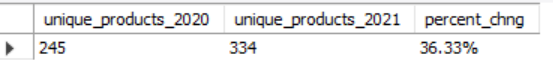 unique_products_2020 unique_products_2021 percent_chng
245 334 36.33%